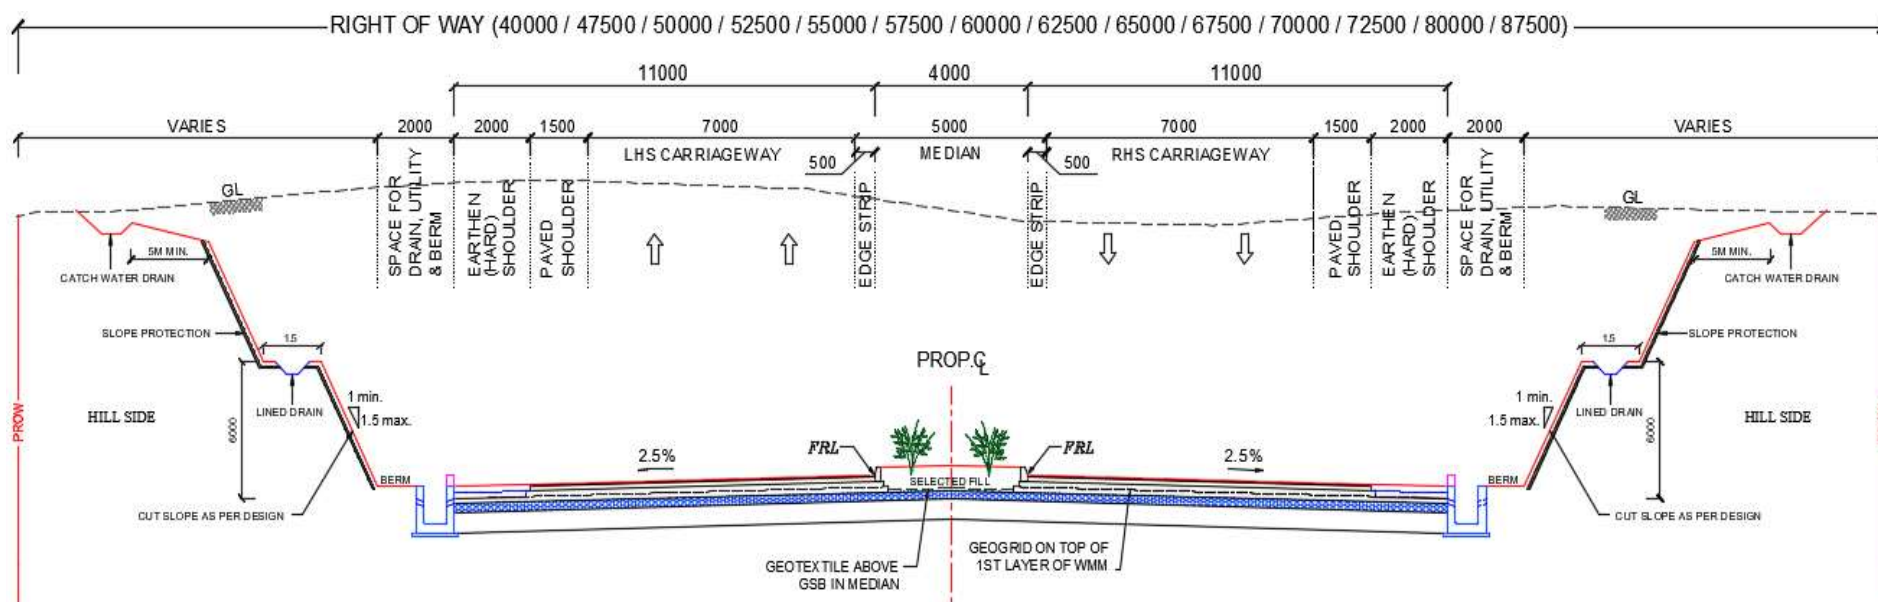 RIGHT OF WAY (40000 / 47500 / 50000 / 52500 / 55000 / 57500 / 60000 / 62500 / 65000 / 67500 / 70000 / 72500 / 80000 / 87500)
11000 4000 11000
VARIES 2000 2000 1500 7000 5000 7000 1500 2000 2000 VARIES
LHS CARRIAGEWAY 500 MEDIAN 500 RHS CARRIAGEWAY
SPACE FOR
DRAIN, UTILITY
& BERM
EARTHEN
(HARD)
SHOULDER
PAVED
SHOULDER
EDGE STRIP
EDGE STRIP
PAVED
SHOULDER
EARTHEN
(HARD)
SHOULDER
SPACE FOR
DRAIN, UTILITY
& BERM
GL GL
5M MIN. 5M MIN.
CATCH WATER DRAIN CATCH WATER DRAIN
SLOPE PROTECTION SLOPE PROTECTION
1.5 1.5
PROP. CL
1 min. 1 min.
1.5 max. 1.5 max.
LINED DRAIN LINED DRAIN
HILL SIDE HILL SIDE
6000 6000
PROW
FRL FRL
2.5% 2.5%
BERM SELECTED FILL BERM
CUT SLOPE AS PER DESIGN CUT SLOPE AS PER DESIGN
GEOTEXTILE ABOVE
GSB IN MEDIAN
GEOGRID ON TOP OF
1ST LAYER OF WMM